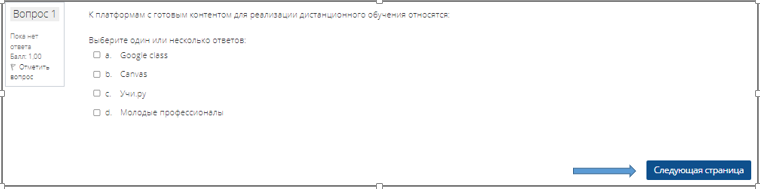 Вопрос 1
Пока нет
ответа
Балл: 1,00
Отметить
вопрос
К платформам с готовым контентом для реализации дистанционного обучения относятся:
Выберите один или несколько ответов:
a. Google class
b. Canvas
c. Учи.ру
d. Молодые профессионалы
Следующая страница